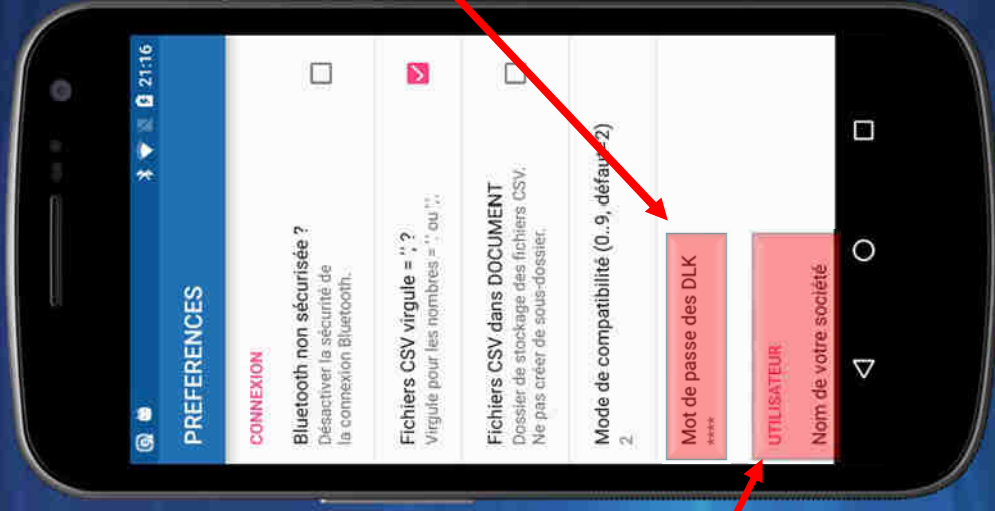 21:16
PREFERENCES
CONNEXION
Bluetooth non sécurisée ?
Désactiver la sécurité de
la connexion Bluetooth.
Fichiers CSV virgule = ',' ?
Virgule pour les nombres = '.' ou ','.
Fichiers CSV dans DOCUMENT
Dossier de stockage des fichiers CSV.
Ne pas créer de sous-dossier.
Mode de compatibilité (0..9, défaut=2)
2
Mot de passe des DLK
****
UTILISATEUR
Nom de votre société